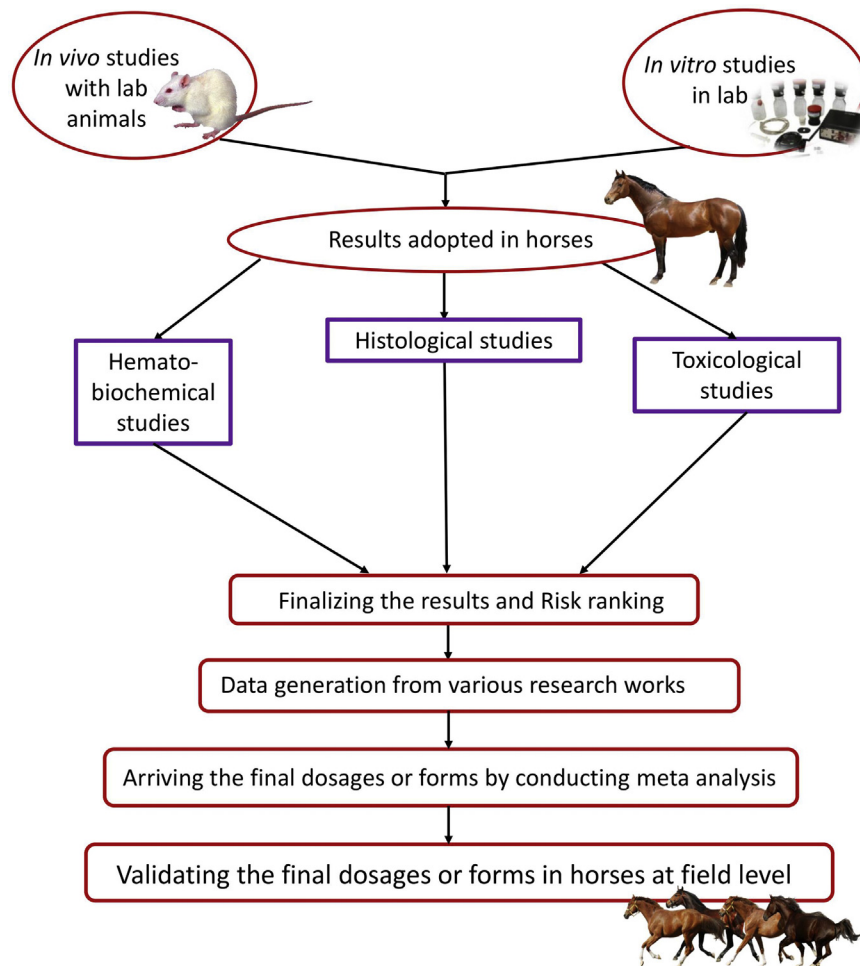 In vivo studies
with lab
animals
In vitro studies
in lab
Results adopted in horses
Hemato-
biochemical
studies
Histological studies
Toxicological
studies
Finalizing the results and Risk ranking
Data generation from various research works
Arriving the final dosages or forms by conducting meta analysis
Validating the final dosages or forms in horses at field level